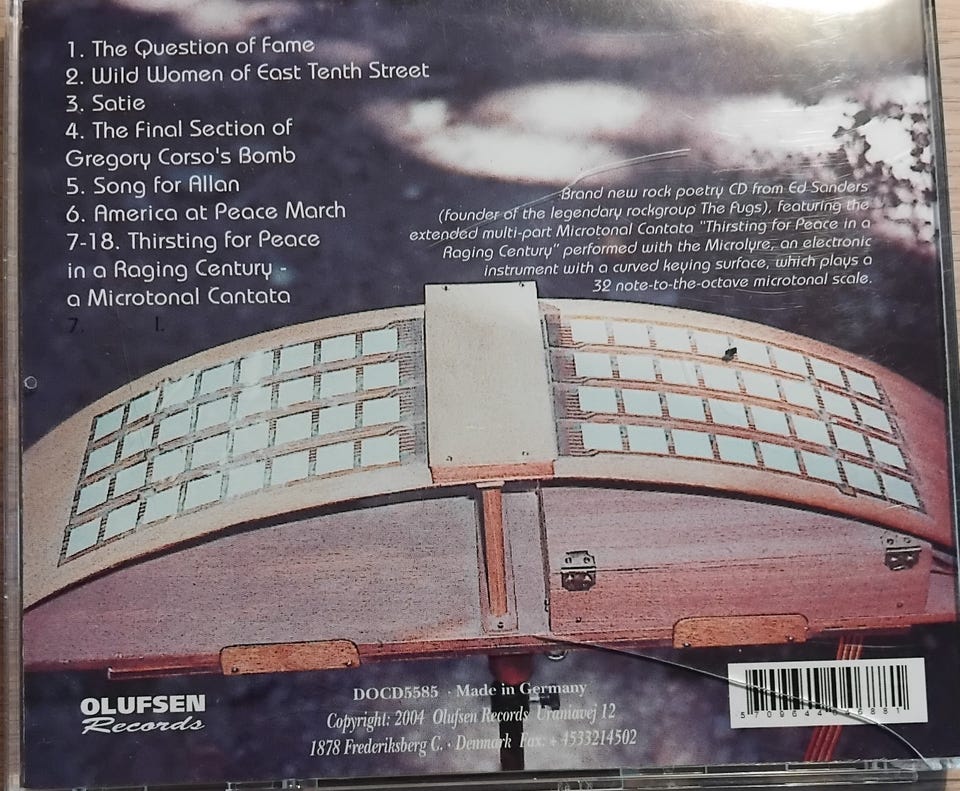 1. The Question of Fame
2. Wild Women of East Tenth Street
3. Satie
4. The Final Section of
Gregory Corso's Bomb
5. Song for Allan
6. America at Peace March
7-18. Thirsting for Peace
in a Raging Century -
a Microtonal Cantata
7. I.
Brand new rock poetry CD from Ed Sanders
(founder of the legendary rockgroup The Fugs), featuring the
extended multi-part Microtonal Cantata "Thirsting for Peace in a
Raging Century" performed with the Microlyre, an electronic
instrument with a curved keying surface, which plays a
32 note-to-the-octave microtonal scale.
OLUFSEN
Records
DOCD5585 · Made in Germany
Copyright: 2004 Olufsen Records Uraniavej 12
1878 Frederiksberg C. · Denmark Fax: + 4533214502